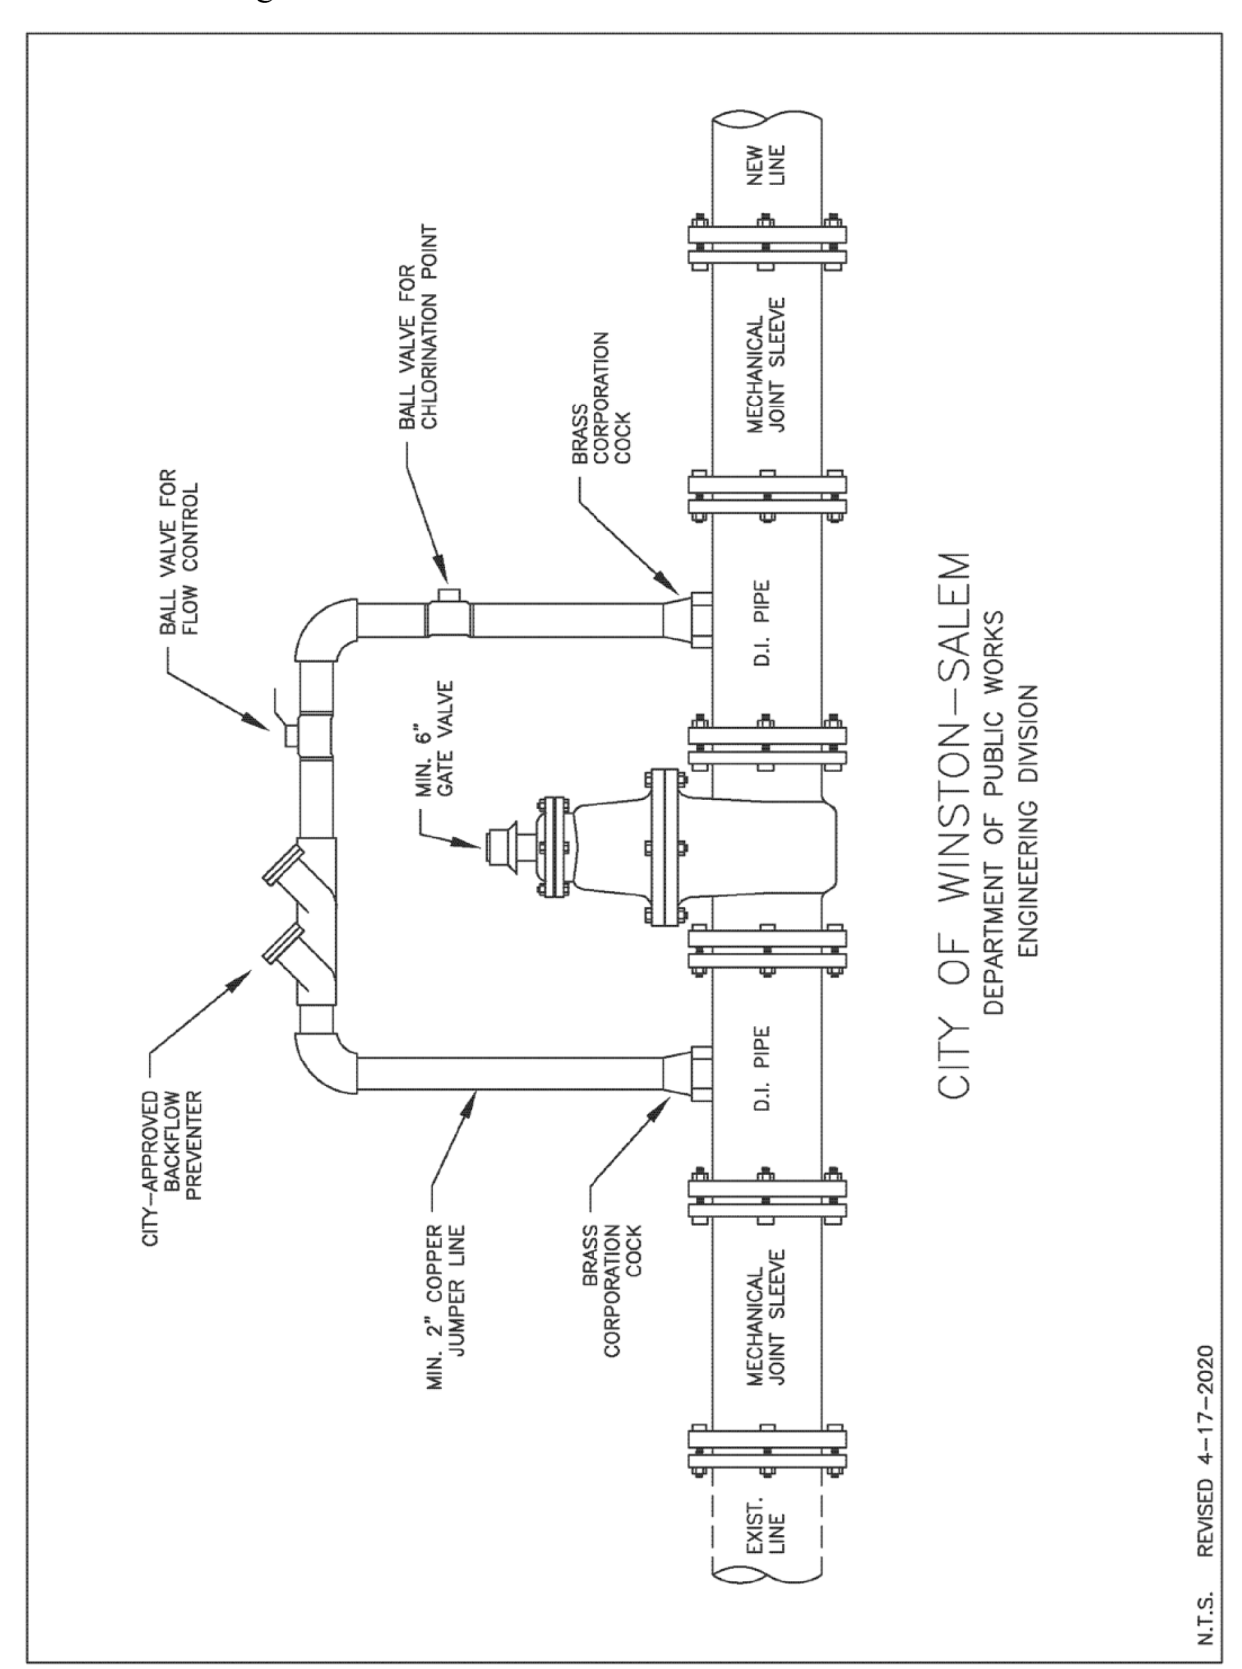 CITY-APPROVED
BACKFLOW
PREVENTER
BALL VALVE FOR
FLOW CONTROL
BALL VALVE FOR
CHLORINATION POINT
MIN. 2" COPPER
JUMPER LINE
MIN. 6"
GATE VALVE
BRASS
CORPORATION
COCK
BRASS
CORPORATION
COCK
EXIST.
LINE
MECHANICAL
JOINT SLEEVE
D.I. PIPE
D.I. PIPE
MECHANICAL
JOINT SLEEVE
NEW
LINE
CITY OF WINSTON-SALEM
DEPARTMENT OF PUBLIC WORKS
ENGINEERING DIVISION
N.T.S. REVISED 4-17-2020